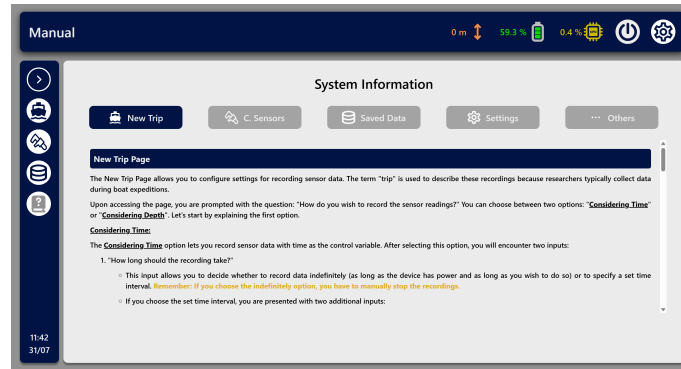 Manual
0 m
59.3 %
0.4 %
System Information
New Trip
C. Sensors
Saved Data
Settings
Others
New Trip Page
The New Trip Page allows you to configure settings for recording sensor data. The term "trip" is used to describe these recordings because researchers typically collect data
during boat expeditions.
Upon accessing the page, you are prompted with the question: "How do you wish to record the sensor readings?" You can choose between two options: "Considering Time"
or "Considering Depth". Let's start by explaining the first option.
Considering Time:
The Considering Time option lets you record sensor data with time as the control variable. After selecting this option, you will encounter two inputs:
1. "How long should the recording take?"
○ This input allows you to decide whether to record data indefinitely (as long as the device has power and as long as you wish to do so) or to specify a set time
interval. Remember: If you choose the indefinitely option, you have to manually stop the recordings.
○ If you choose the set time interval, you are presented with two additional inputs:
11:42
31/07